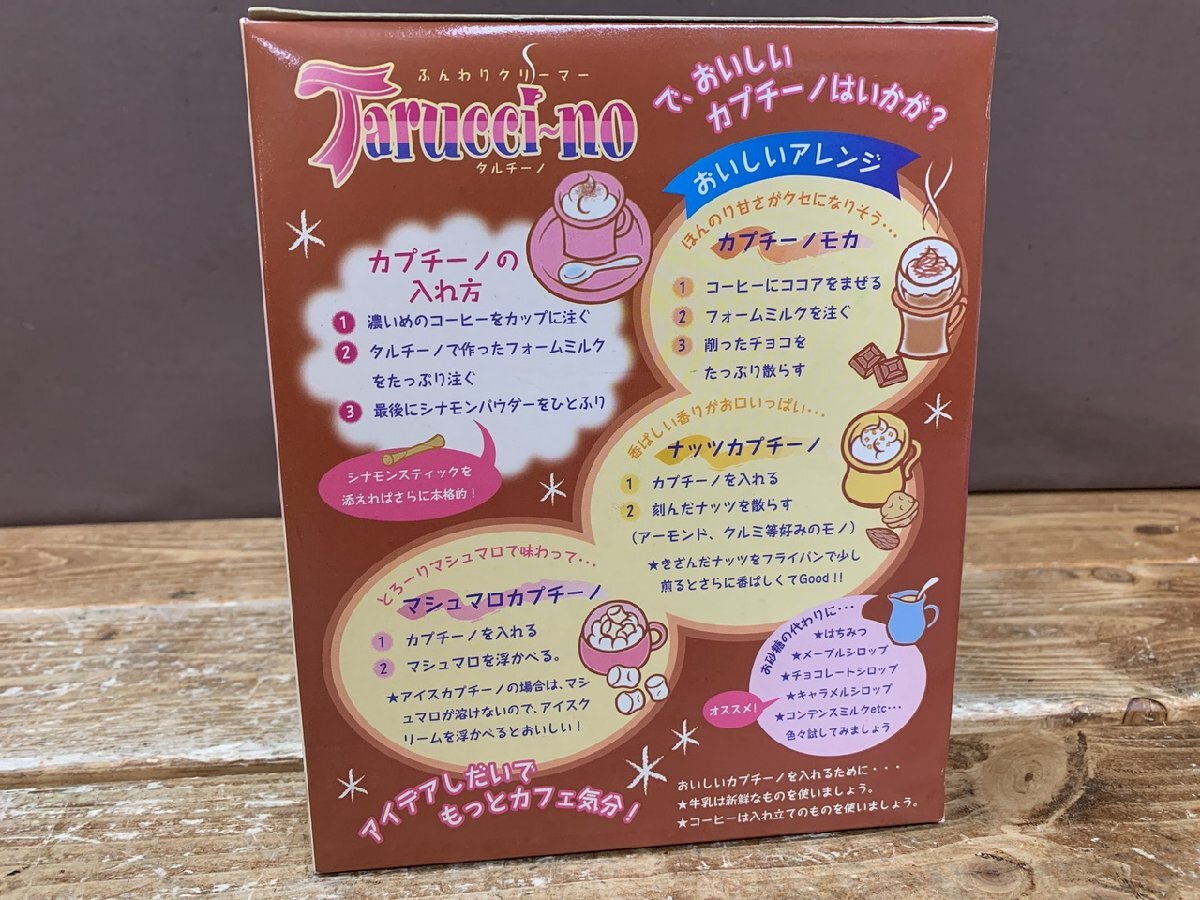 ふんわりクリーマー
Tarucci~no
タルチーノ
で、おいしい
カプチーノはいかが?
カプチーノの
入れ方
1 濃いめのコーヒーをカップに注ぐ
2 タルチーノで作ったフォームミルク
をたっぷり注ぐ
3 最後にシナモンパウダーをひとふり
シナモンスティックを
添えればさらに本格的!
おいしいアレンジ
ほんのり甘さがクセになりそう・・・
カプチーノモカ
1 コーヒーにココアをまぜる
2 フォームミルクを注ぐ
3 削ったチョコを
たっぷり散らす
香ばしい香りがお口いっぱい・・・
ナッツカプチーノ
1 カプチーノを入れる
2 刻んだナッツを散らす
(アーモンド、クルミ等好みのモノ)
★きざんだナッツをフライパンで少し
煎るとさらに香ばしくてGood!!
とろーりマシュマロで味わって・・・
マシュマロカプチーノ
1 カプチーノを入れる
2 マシュマロを浮かべる。
★アイスカプチーノの場合は、マシ
ュマロが溶けないので、アイスク
リームを浮かべるとおいしい!
お砂糖の代わりに・・・
★はちみつ
★メープルシロップ
★チョコレートシロップ
★キャラメルシロップ
★コンデンスミルクetc・・・
色々試してみましょう
オススメ!
アイデアしだいで
もっとカフェ気分!
おいしいカプチーノを入れるために・・・
★牛乳は新鮮なものを使いましょう。
★コーヒーは入れ立てのものを使いましょう。